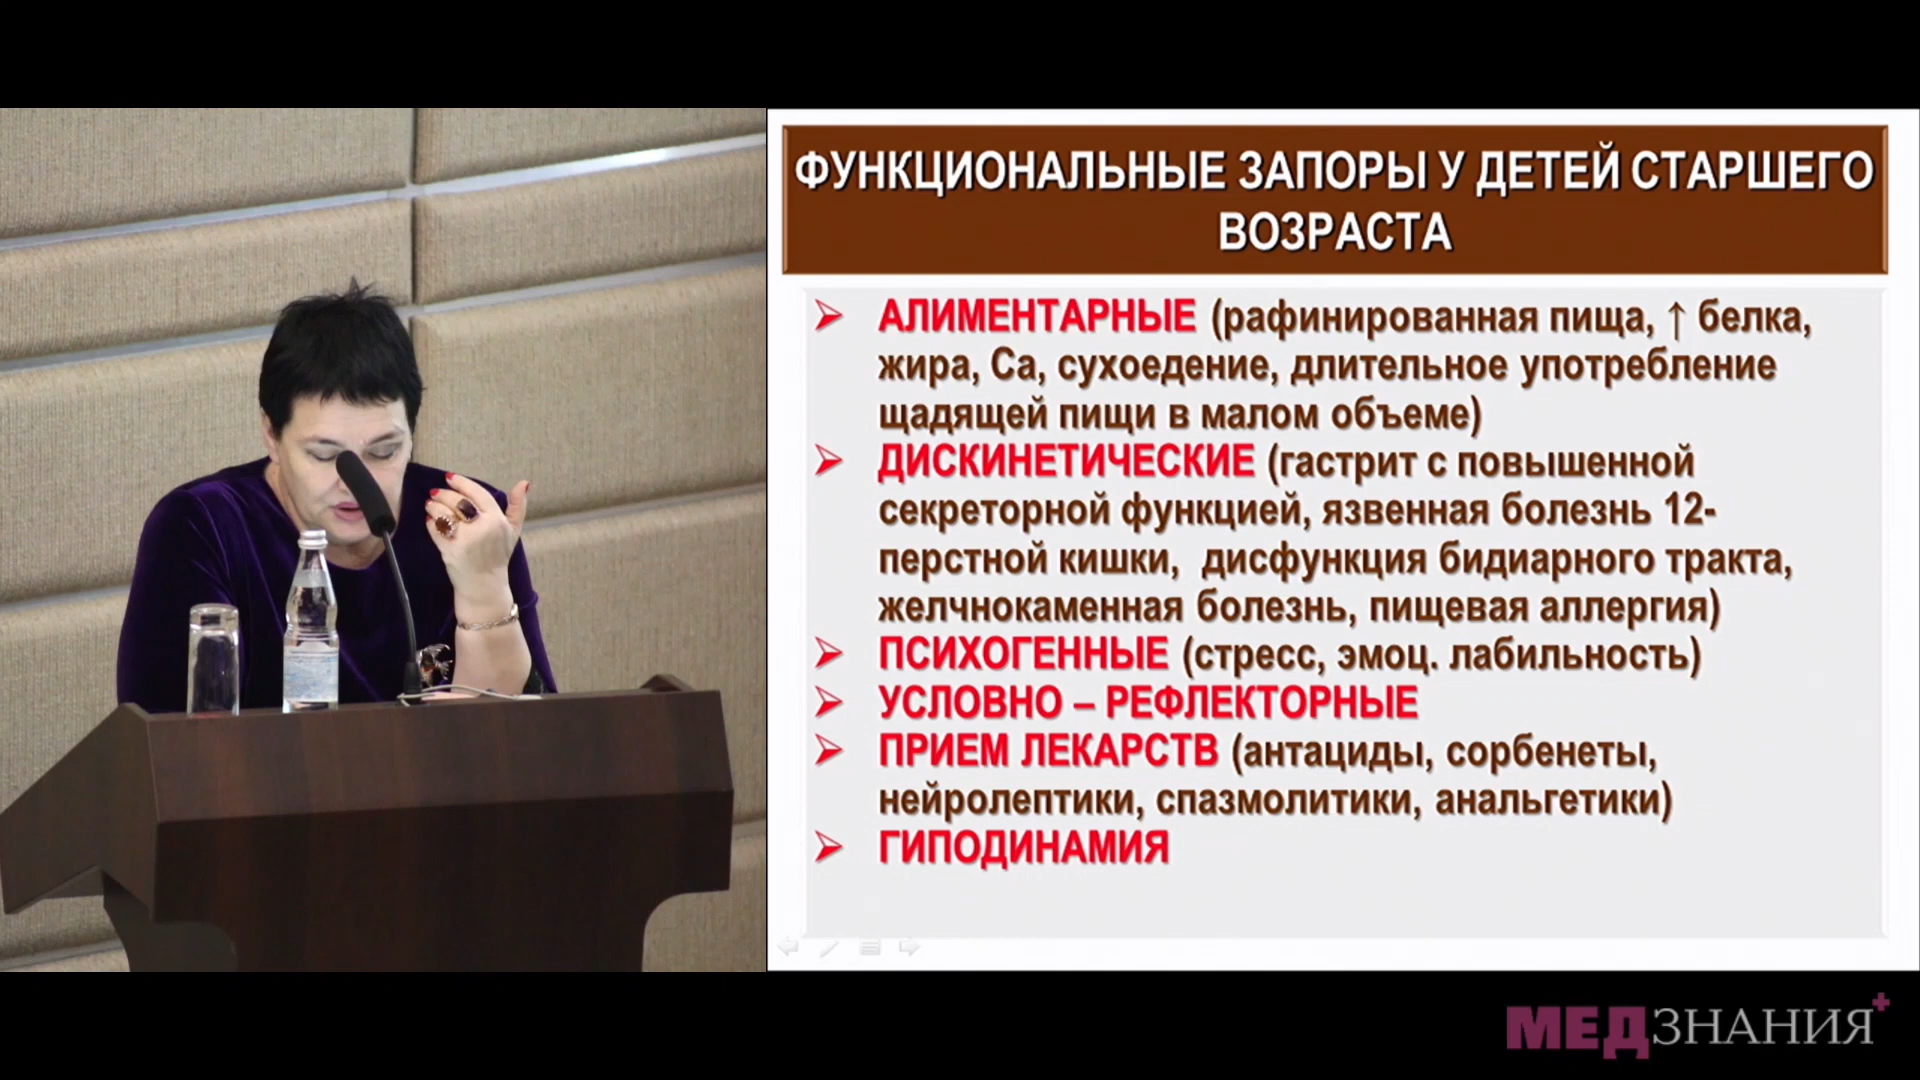 ФУНКЦИОНАЛЬНЫЕ ЗАПОРЫ У ДЕТЕЙ СТАРШЕГО
ВОЗРАСТА
АЛИМЕНТАРНЫЕ (рафинированная пища, ↑ белка,
жира, Са, сухоедение, длительное употребление
щадящей пищи в малом объеме)
ДИСКИНЕТИЧЕСКИЕ (гастрит с повышенной
секреторной функцией, язвенная болезнь 12-
перстной кишки, дисфункция бидиарного тракта,
желчнокаменная болезнь, пищевая аллергия)
ПСИХОГЕННЫЕ (стресс, эмоц. лабильность)
УСЛОВНО – РЕФЛЕКТОРНЫЕ
ПРИЕМ ЛЕКАРСТВ (антациды, сорбенеты,
нейролептики, спазмолитики, анальгетики)
ГИПОДИНАМИЯ
МЕДЗНАНИЯ+